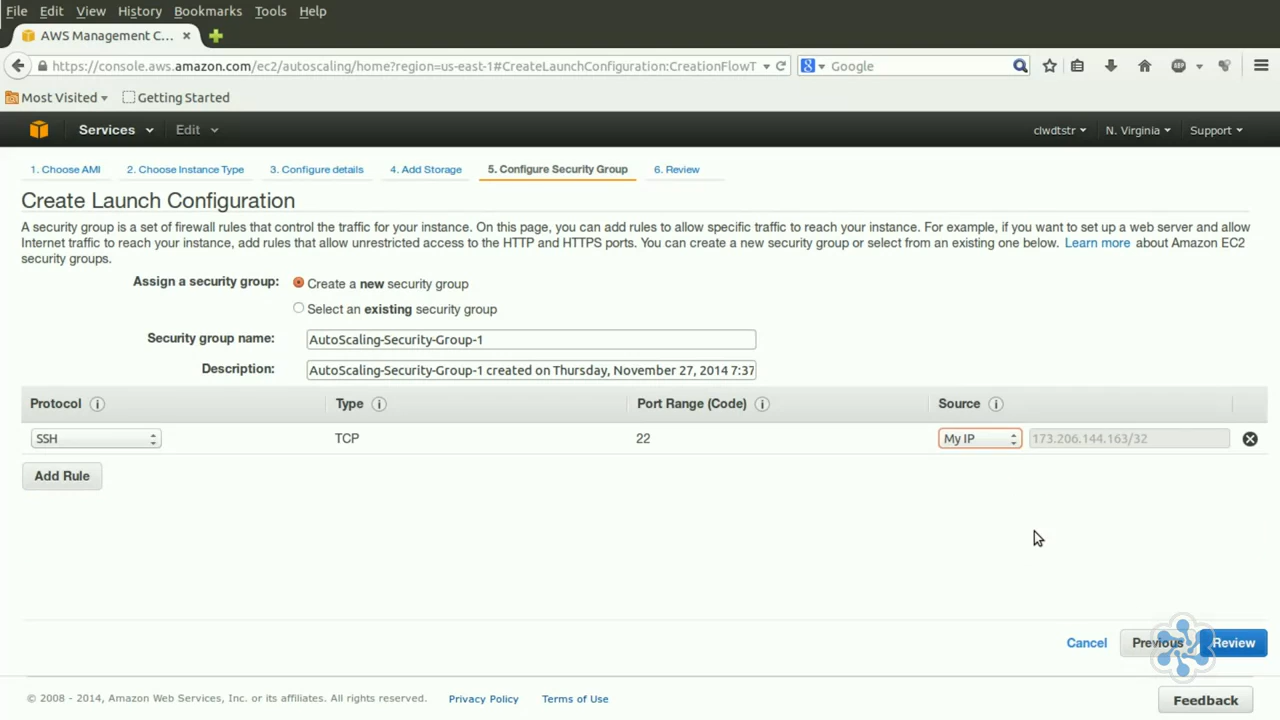 File Edit View History Bookmarks Tools Help
AWS Management C...
https://console.aws.amazon.com/ec2/autoscaling/home?region=us-east-1#CreateLaunchConfiguration:CreationFlowT
Google
Most Visited Getting Started
Services Edit clwdtstr N. Virginia Support
1. Choose AMI 2. Choose Instance Type 3. Configure details 4. Add Storage 5. Configure Security Group 6. Review
Create Launch Configuration
A security group is a set of firewall rules that control the traffic for your instance. On this page, you can add rules to allow specific traffic to reach your instance. For example, if you want to set up a web server and allow
Internet traffic to reach your instance, add rules that allow unrestricted access to the HTTP and HTTPS ports. You can create a new security group or select from an existing one below. Learn more about Amazon EC2
security groups.
Assign a security group: Create a new security group
Select an existing security group
Security group name: AutoScaling-Security-Group-1
Description: AutoScaling-Security-Group-1 created on Thursday, November 27, 2014 7:37
Protocol Type Port Range (Code) Source
SSH TCP 22 My IP 173.206.144.163/32
Add Rule
Cancel Previous Review
© 2008 - 2014, Amazon Web Services, Inc. or its affiliates. All rights reserved. Privacy Policy Terms of Use
Feedback